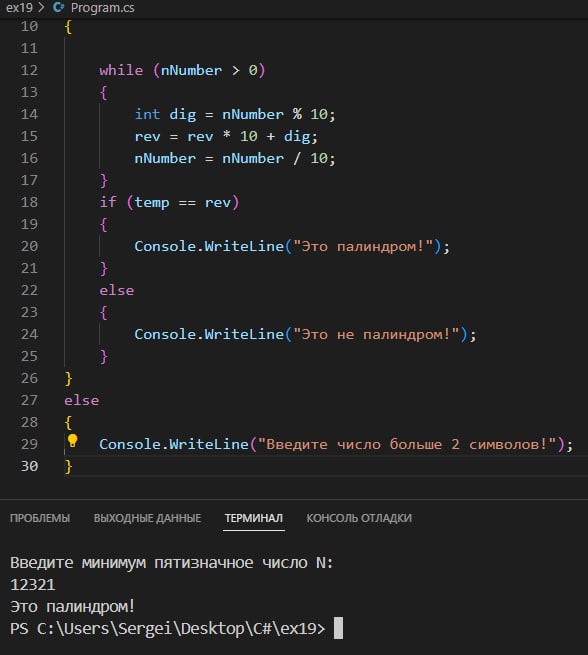 ex19 > C# Program.cs
10 {
11
12 while (nNumber > 0)
13 {
14 int dig = nNumber % 10;
15 rev = rev * 10 + dig;
16 nNumber = nNumber / 10;
17 }
18 if (temp == rev)
19 {
20 Console.WriteLine("Это палиндром!");
21 }
22 else
23 {
24 Console.WriteLine("Это не палиндром!");
25 }
26 }
27 else
28 {
29 Console.WriteLine("Введите число больше 2 символов!");
30 }
ПРОБЛЕМЫ ВЫХОДНЫЕ ДАННЫЕ ТЕРМИНАЛ КОНСОЛЬ ОТЛАДКИ
Введите минимум пятизначное число N:
12321
Это палиндром!
PS C:\Users\Sergei\Desktop\C#\ex19>